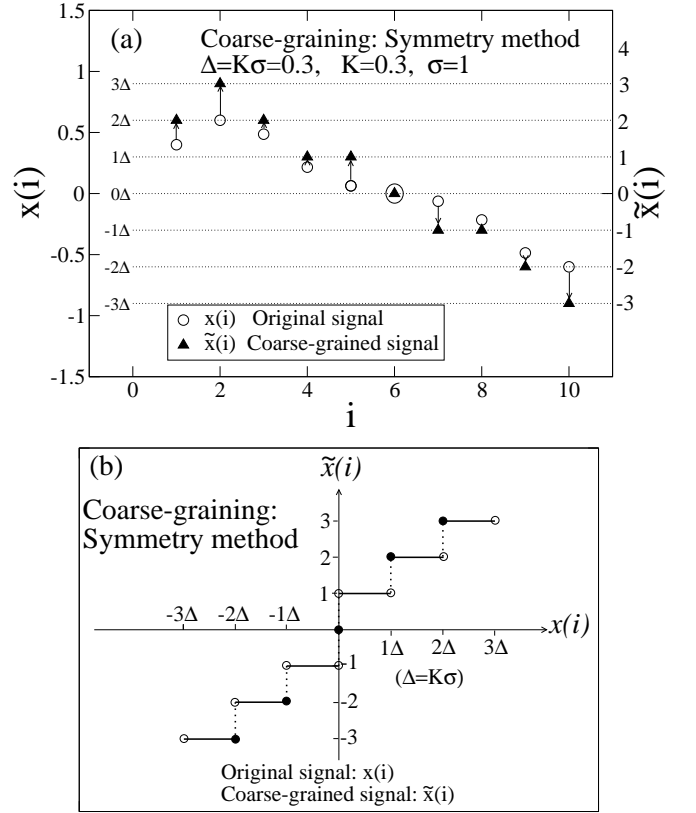 (a) Coarse-graining: Symmetry method
Δ=Kσ=0.3, K=0.3, σ=1
1.5
1
0.5
0
-0.5
-1
-1.5
x(i)
3Δ
2Δ
1Δ
0Δ
-1Δ
-2Δ
-3Δ
4
3
2
1
0
-1
-2
-3
x̃(i)
x(i) Original signal
x̃(i) Coarse-grained signal
0 2 4 6 8 10
i
(b)
x̃(i)
Coarse-graining:
Symmetry method
3
2
1
-3Δ -2Δ -1Δ
x(i)
1Δ 2Δ 3Δ
(Δ=Kσ)
-1
-2
-3
Original signal: x(i)
Coarse-grained signal: x̃(i)